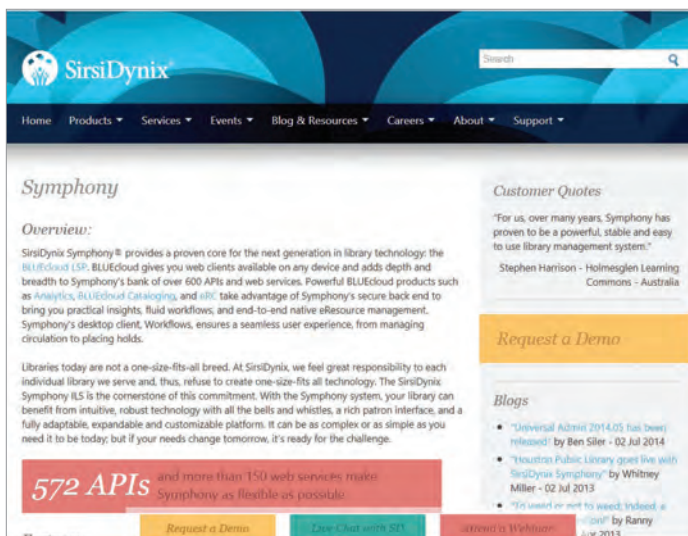 SirsiDynix
Search
Home Products Services Events Blog & Resources Careers About Support
Symphony
Overview:
SirsiDynix Symphony® provides a proven core for the next generation in library technology: the
BLUEcloud LSP. BLUEcloud gives you web clients available on any device and adds depth and
breadth to Symphony's bank of over 600 APIs and web services. Powerful BLUEcloud products such
as Analytics, BLUEcloud Cataloging, and eRC take advantage of Symphony's secure back end to
bring you practical insights, fluid workflows, and end-to-end native eResource management.
Symphony's desktop client, Workflows, ensures a seamless user experience, from managing
circulation to placing holds.
Libraries today are not a one-size-fits-all breed. At SirsiDynix, we feel great responsibility to each
individual library we serve and, thus, refuse to create one-size-fits all technology. The SirsiDynix
Symphony ILS is the cornerstone of this commitment. With the Symphony system, your library can
benefit from intuitive, robust technology with all the bells and whistles, a rich patron interface, and a
fully adaptable, expandable and customizable platform. It can be as complex or as simple as you
need it to be today; but if your needs change tomorrow, it's ready for the challenge.
572 APIs and more than 150 web services make
Symphony as flexible as possible
Request a Demo Live Chat with SD Attend a Webinar
Customer Quotes
"For us, over many years, Symphony has
proven to be a powerful, stable and easy
to use library management system."
Stephen Harrison - Holmesglen Learning
Commons - Australia
Request a Demo
Blogs
"Universal Admin 2014.05 has been
released" by Ben Siler - 02 Jul 2014
"Houston Public Library goes live with
SirsiDynix Symphony" by Whitney
Miller - 02 Jul 2013
"To weed or not to weed: Indeed, a
by Ranny
2013